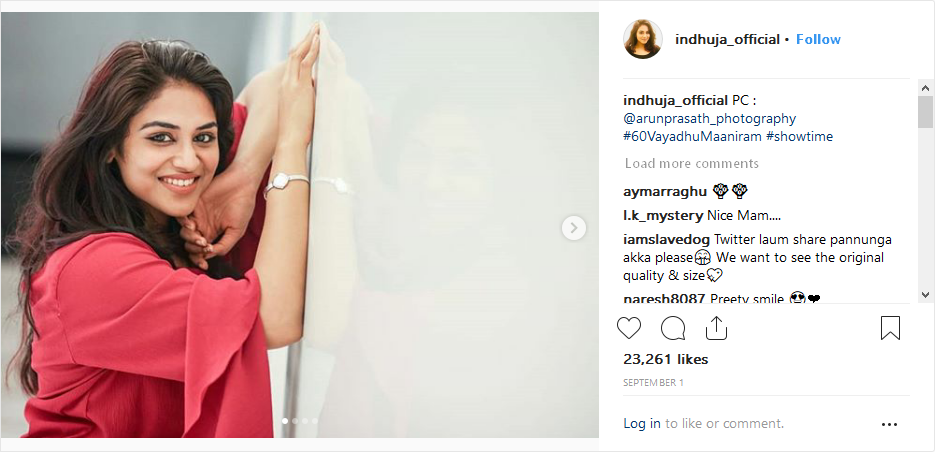 indhuja_official • Follow
indhuja_official PC :
@arunprasath_photography
#60VayadhuMaaniram #showtime
Load more comments
aymarraghu 🌹🌹
l.k_mystery Nice Mam....
iamslavedog Twitter laum share pannunga
akka please😁 We want to see the original
quality & size💘
naresh8087 Preety smile 😍❤
23,261 likes
SEPTEMBER 1
Log in to like or comment.